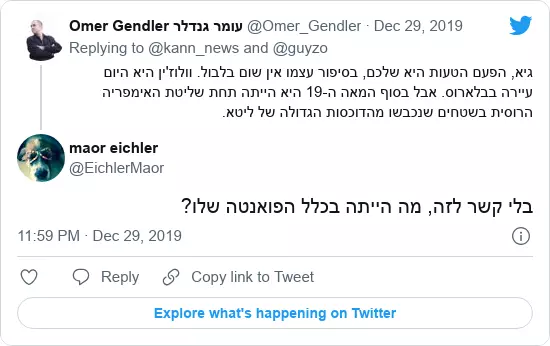 Omer Gendler עומר גנדלר @Omer_Gendler · Dec 29, 2019
Replying to @kann_news and @guyzo
גיא, הפעם הטעות היא שלכם, בסיפור עצמו אין שום בלבול. וולוז'ין היא היום
עיירה בבלארוס. אבל בסוף המאה ה-19 היא הייתה תחת שליטת האימפריה
הרוסית בשטחים שנכבשו מהדוכסות הגדולה של ליטא.
maor eichler
@EichlerMaor
בלי קשר לזה, מה הייתה בכלל הפואנטה שלו?
11:59 PM · Dec 29, 2019
Reply Copy link to Tweet
Explore what's happening on Twitter